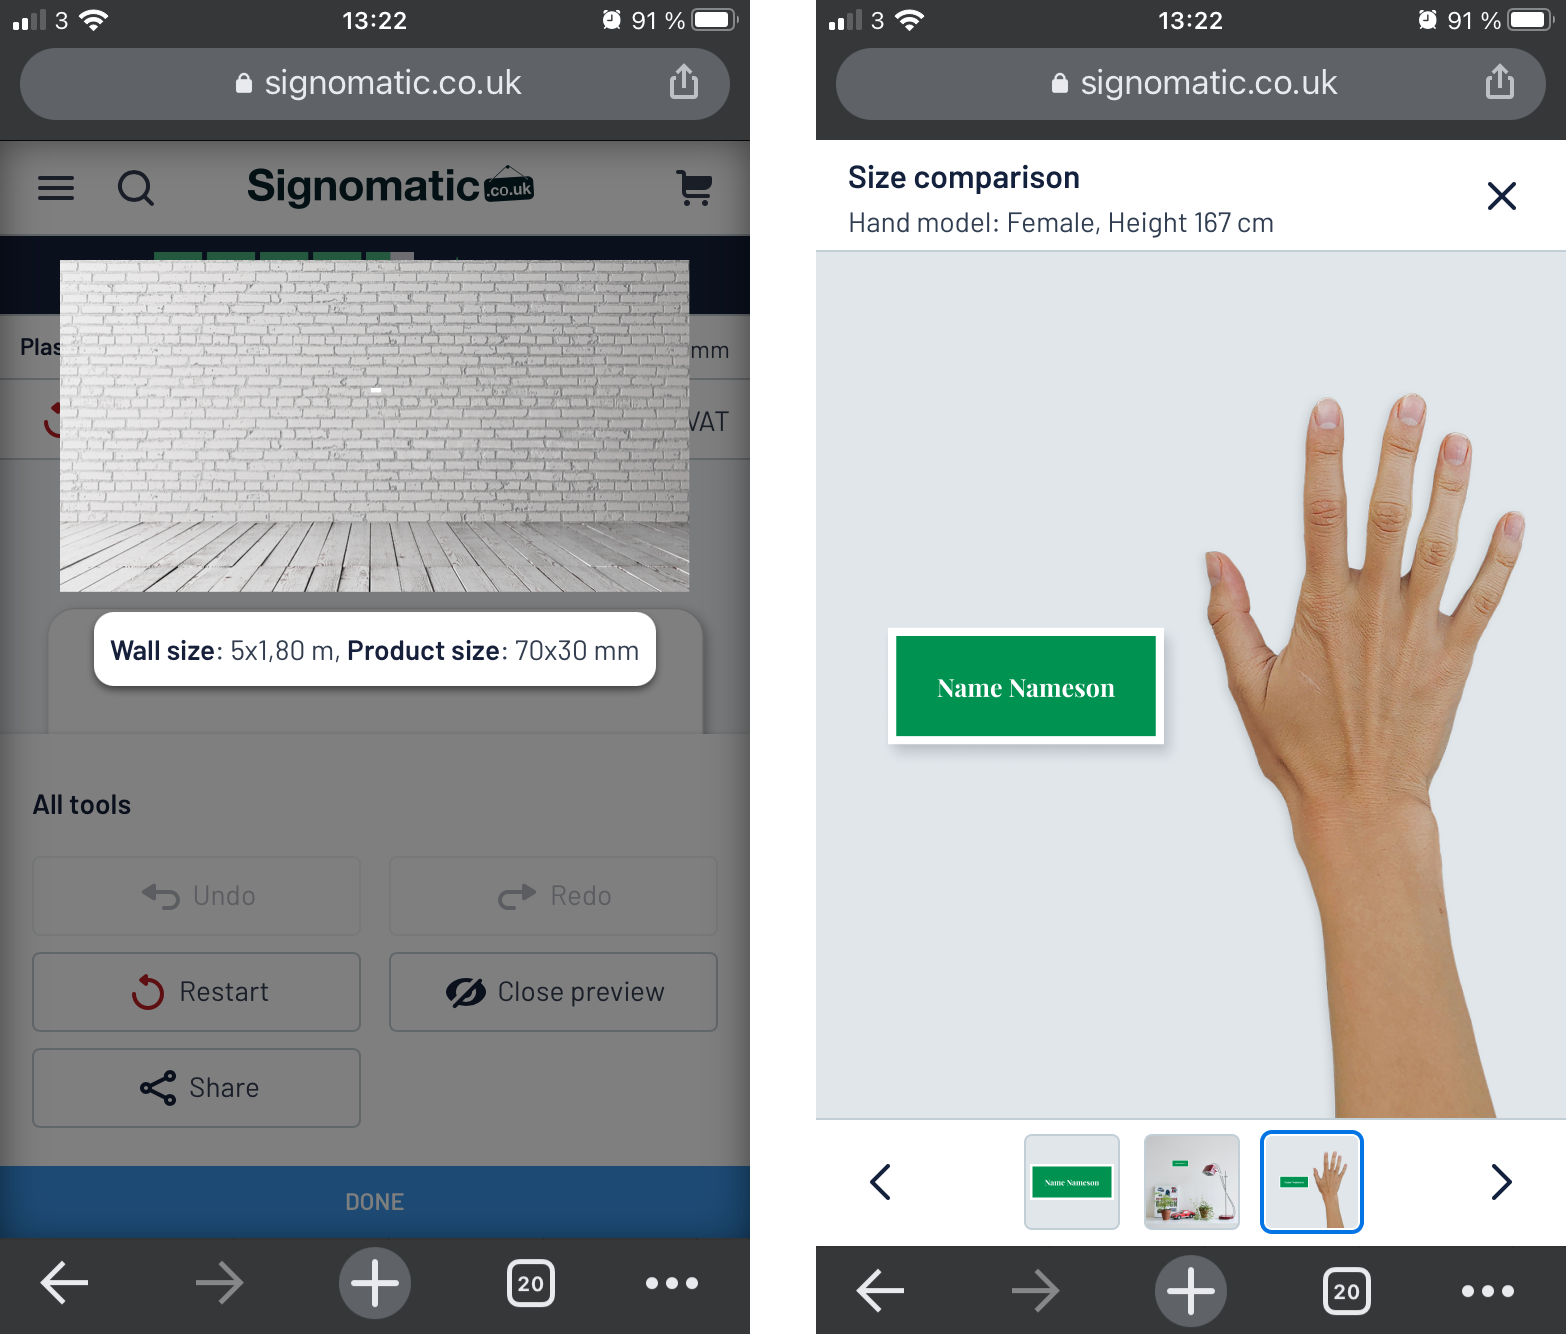 3
13:22
91 %
signomatic.co.uk
Signomatic
.co.uk
Plas
mm
VAT
Wall size: 5x1,80 m, Product size: 70x30 mm
All tools
Undo
Redo
Restart
Close preview
Share
DONE
20
3
13:22
91 %
signomatic.co.uk
Size comparison
Hand model: Female, Height 167 cm
Name Nameson
Name Nameson
20